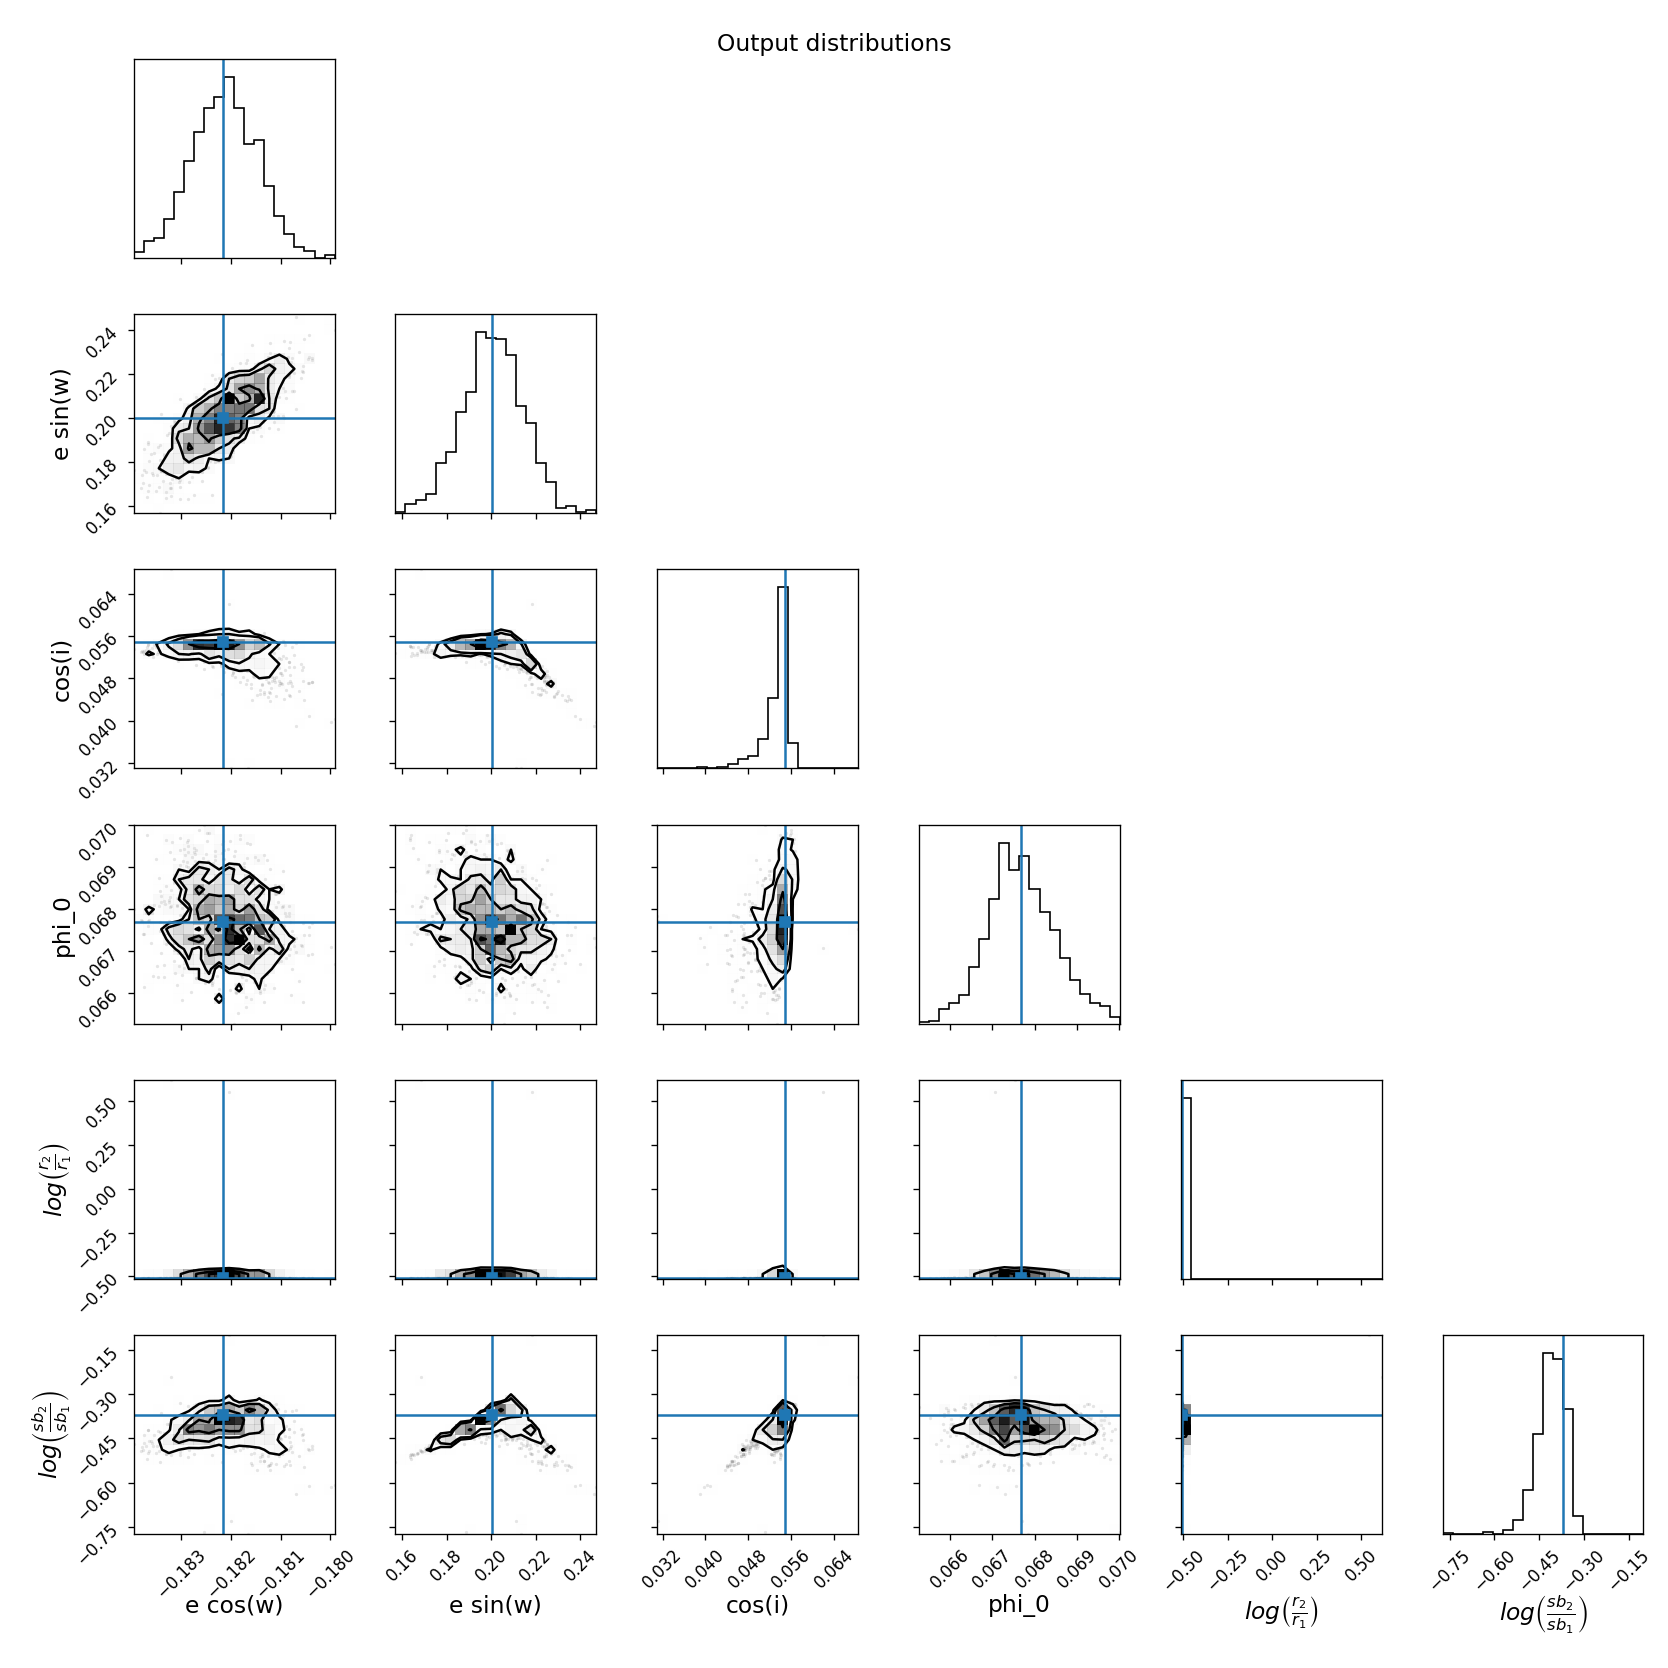 Output distributions
e sin(w)
0.24
0.22
0.20
0.18
0.16
cos(i)
0.064
0.056
0.048
0.040
0.032
phi_0
0.070
0.069
0.068
0.067
0.066
log(r2/r1)
0.50
0.25
0.00
−0.25
−0.50
log(sb2/sb1)
−0.15
−0.30
−0.45
−0.60
−0.75
−0.183 −0.182 −0.181 −0.180
e cos(w)
0.16 0.18 0.20 0.22 0.24
e sin(w)
0.032 0.040 0.048 0.056 0.064
cos(i)
0.066 0.067 0.068 0.069 0.070
phi_0
−0.50 −0.25 0.00 0.25 0.50
log(r2/r1)
−0.75 −0.60 −0.45 −0.30 −0.15
log(sb2/sb1)